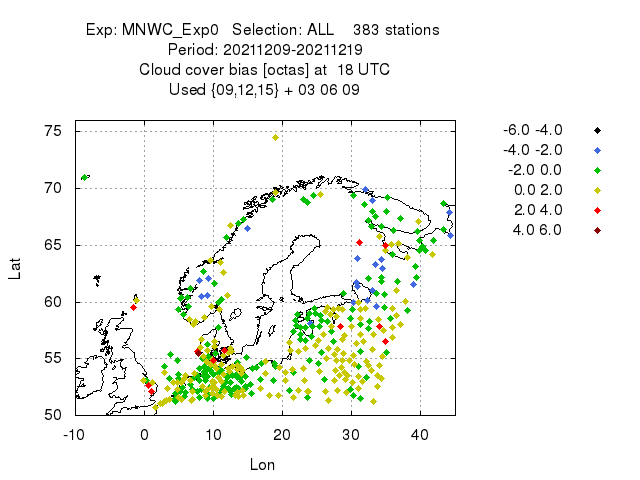 Exp: MNWC_Exp0 Selection: ALL 383 stations
Period: 20211209-20211219
Cloud cover bias [octas] at 18 UTC
Used {09,12,15} + 03 06 09
75
70
65
60
55
50
-10 0 10 20 30 40
Lat
Lon
-6.0 -4.0
-4.0 -2.0
-2.0 0.0
0.0 2.0
2.0 4.0
4.0 6.0